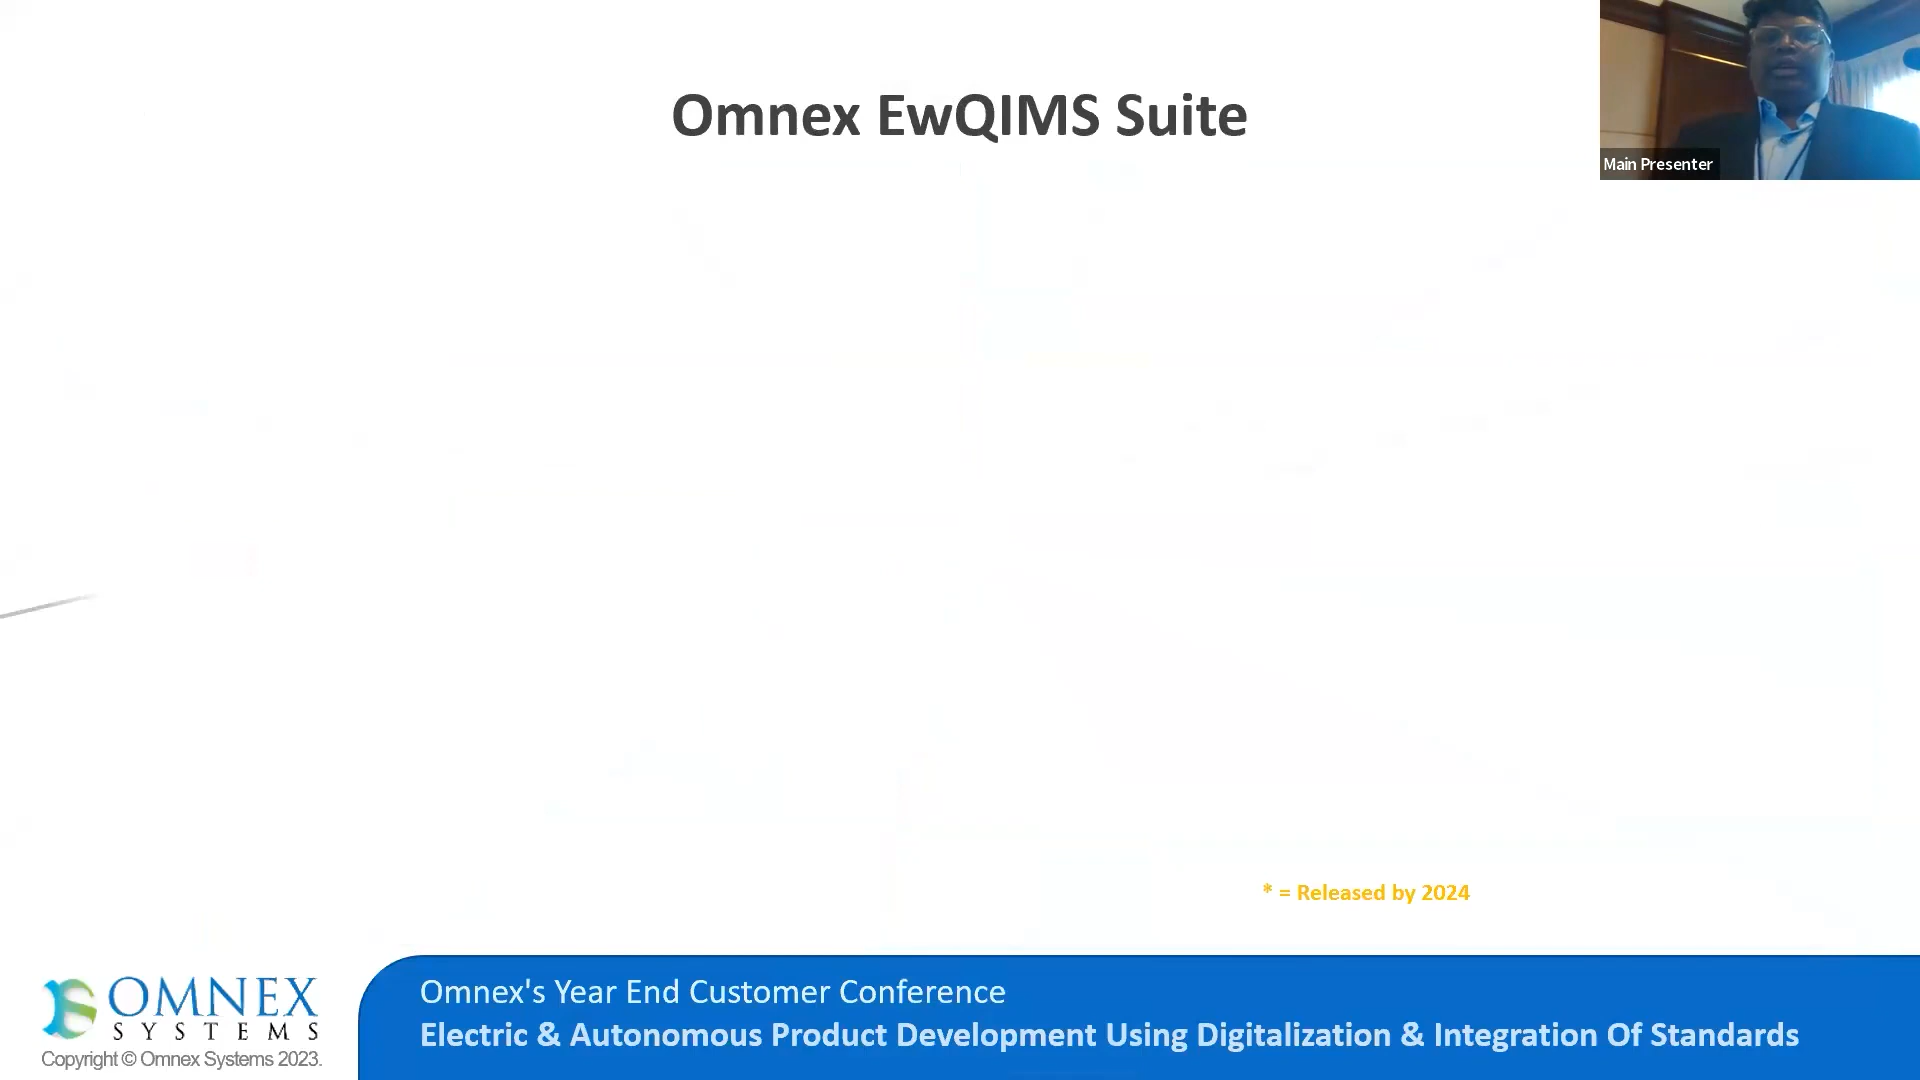 Omnex EwQIMS Suite
Main Presenter
* = Released by 2024
OMNEX
SYSTEMS
Copyright © Omnex Systems 2023.
Omnex's Year End Customer Conference
Electric & Autonomous Product Development Using Digitalization & Integration Of Standards